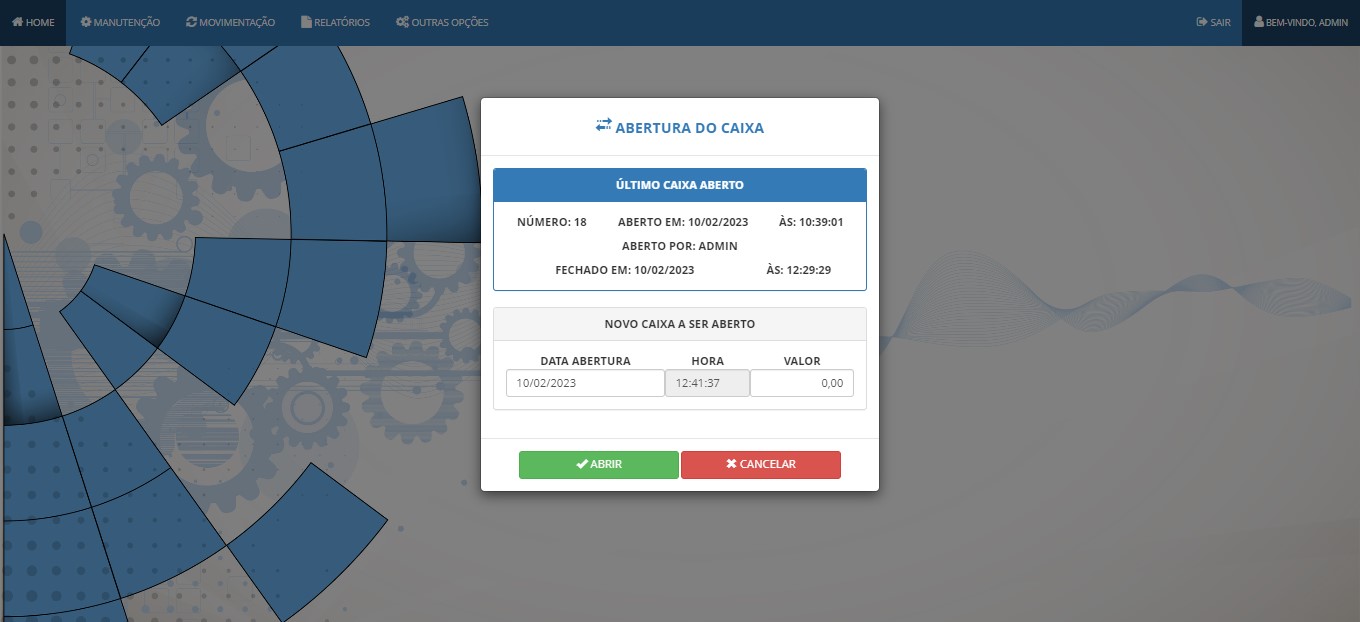 HOME MANUTENÇÃO MOVIMENTAÇÃO RELATÓRIOS OUTRAS OPÇÕES SAIR BEM-VINDO, ADMIN
ABERTURA DO CAIXA
ÚLTIMO CAIXA ABERTO
NÚMERO: 18 ABERTO EM: 10/02/2023 ÀS: 10:39:01
ABERTO POR: ADMIN
FECHADO EM: 10/02/2023 ÀS: 12:29:29
NOVO CAIXA A SER ABERTO
DATA ABERTURA HORA VALOR
10/02/2023 12:41:37 0,00
ABRIR CANCELAR